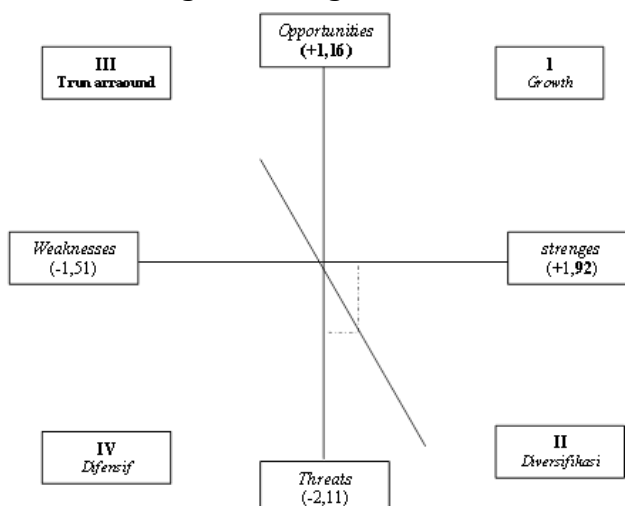 Opportunities
(+1,16)
III
Trun arraound
I
Growth
Weaknesses
(-1,51)
strenges
(+1,92)
IV
Difensif
II
Diversifikasi
Threats
(-2,11)